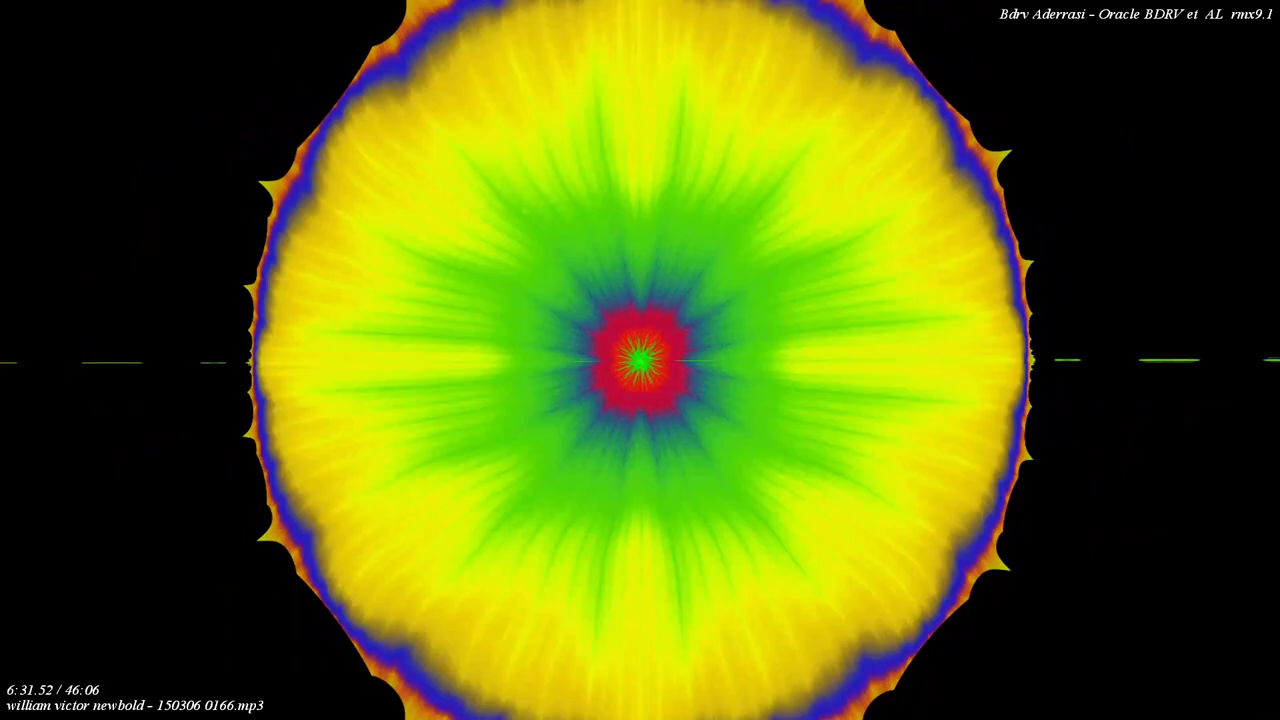 Bdrv Aderrasi - Oracle BDRV et AL rmx9.1
6:31.52 / 46:06
william victor newbold - 150306 0166.mp3